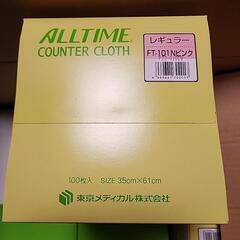 ALLTIME®
COUNTER CLOTH
レギュラー
FT-101Nピンク
100枚入 SIZE 35cm×61cm
東京メディカル株式会社